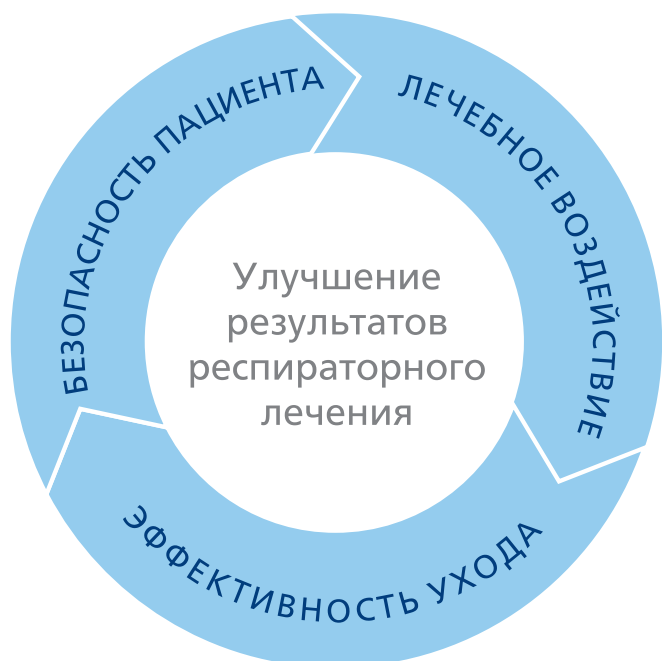 БЕЗОПАСНОСТЬ ПАЦИЕНТА
ЛЕЧЕБНОЕ ВОЗДЕЙСТВИЕ
Улучшение
результатов
респираторного
лечения
ЭФФЕКТИВНОСТЬ УХОДА